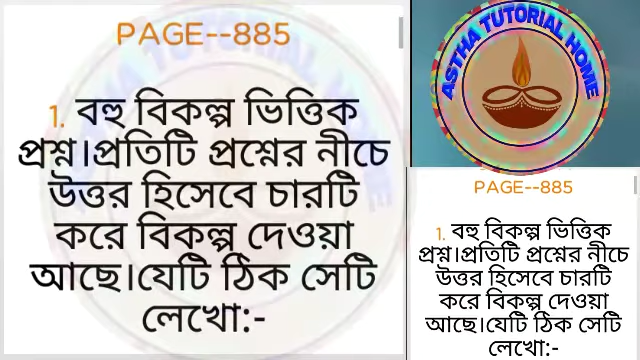 PAGE--885
1. বহু বিকল্প ভিত্তিক
প্রশ্ন।প্রতিটি প্রশ্নের নীচে
উত্তর হিসেবে চারটি
করে বিকল্প দেওয়া
আছে।যেটি ঠিক সেটি
লেখো:-
ASTHA TUTORIAL HOME
PAGE--885
1. বহু বিকল্প ভিত্তিক
প্রশ্ন।প্রতিটি প্রশ্নের নীচে
উত্তর হিসেবে চারটি
করে বিকল্প দেওয়া
আছে।যেটি ঠিক সেটি
লেখো:-